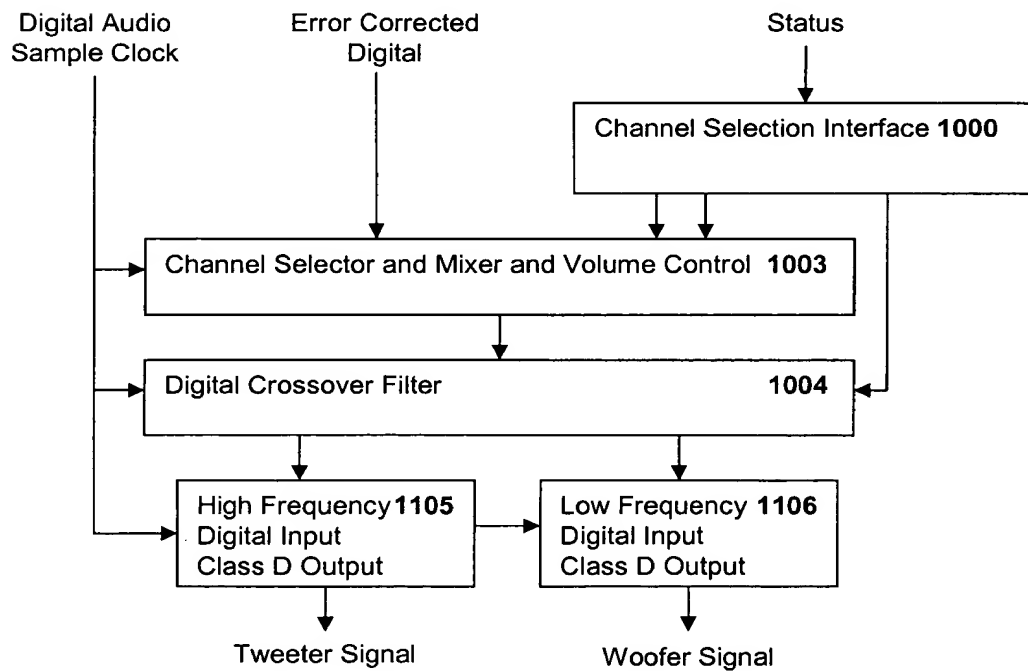 Digital Audio
Sample Clock
Error Corrected
Digital
Status
Channel Selection Interface 1000
Channel Selector and Mixer and Volume Control 1003
Digital Crossover Filter 1004
High Frequency 1105
Digital Input
Class D Output
Low Frequency 1106
Digital Input
Class D Output
Tweeter Signal
Woofer Signal